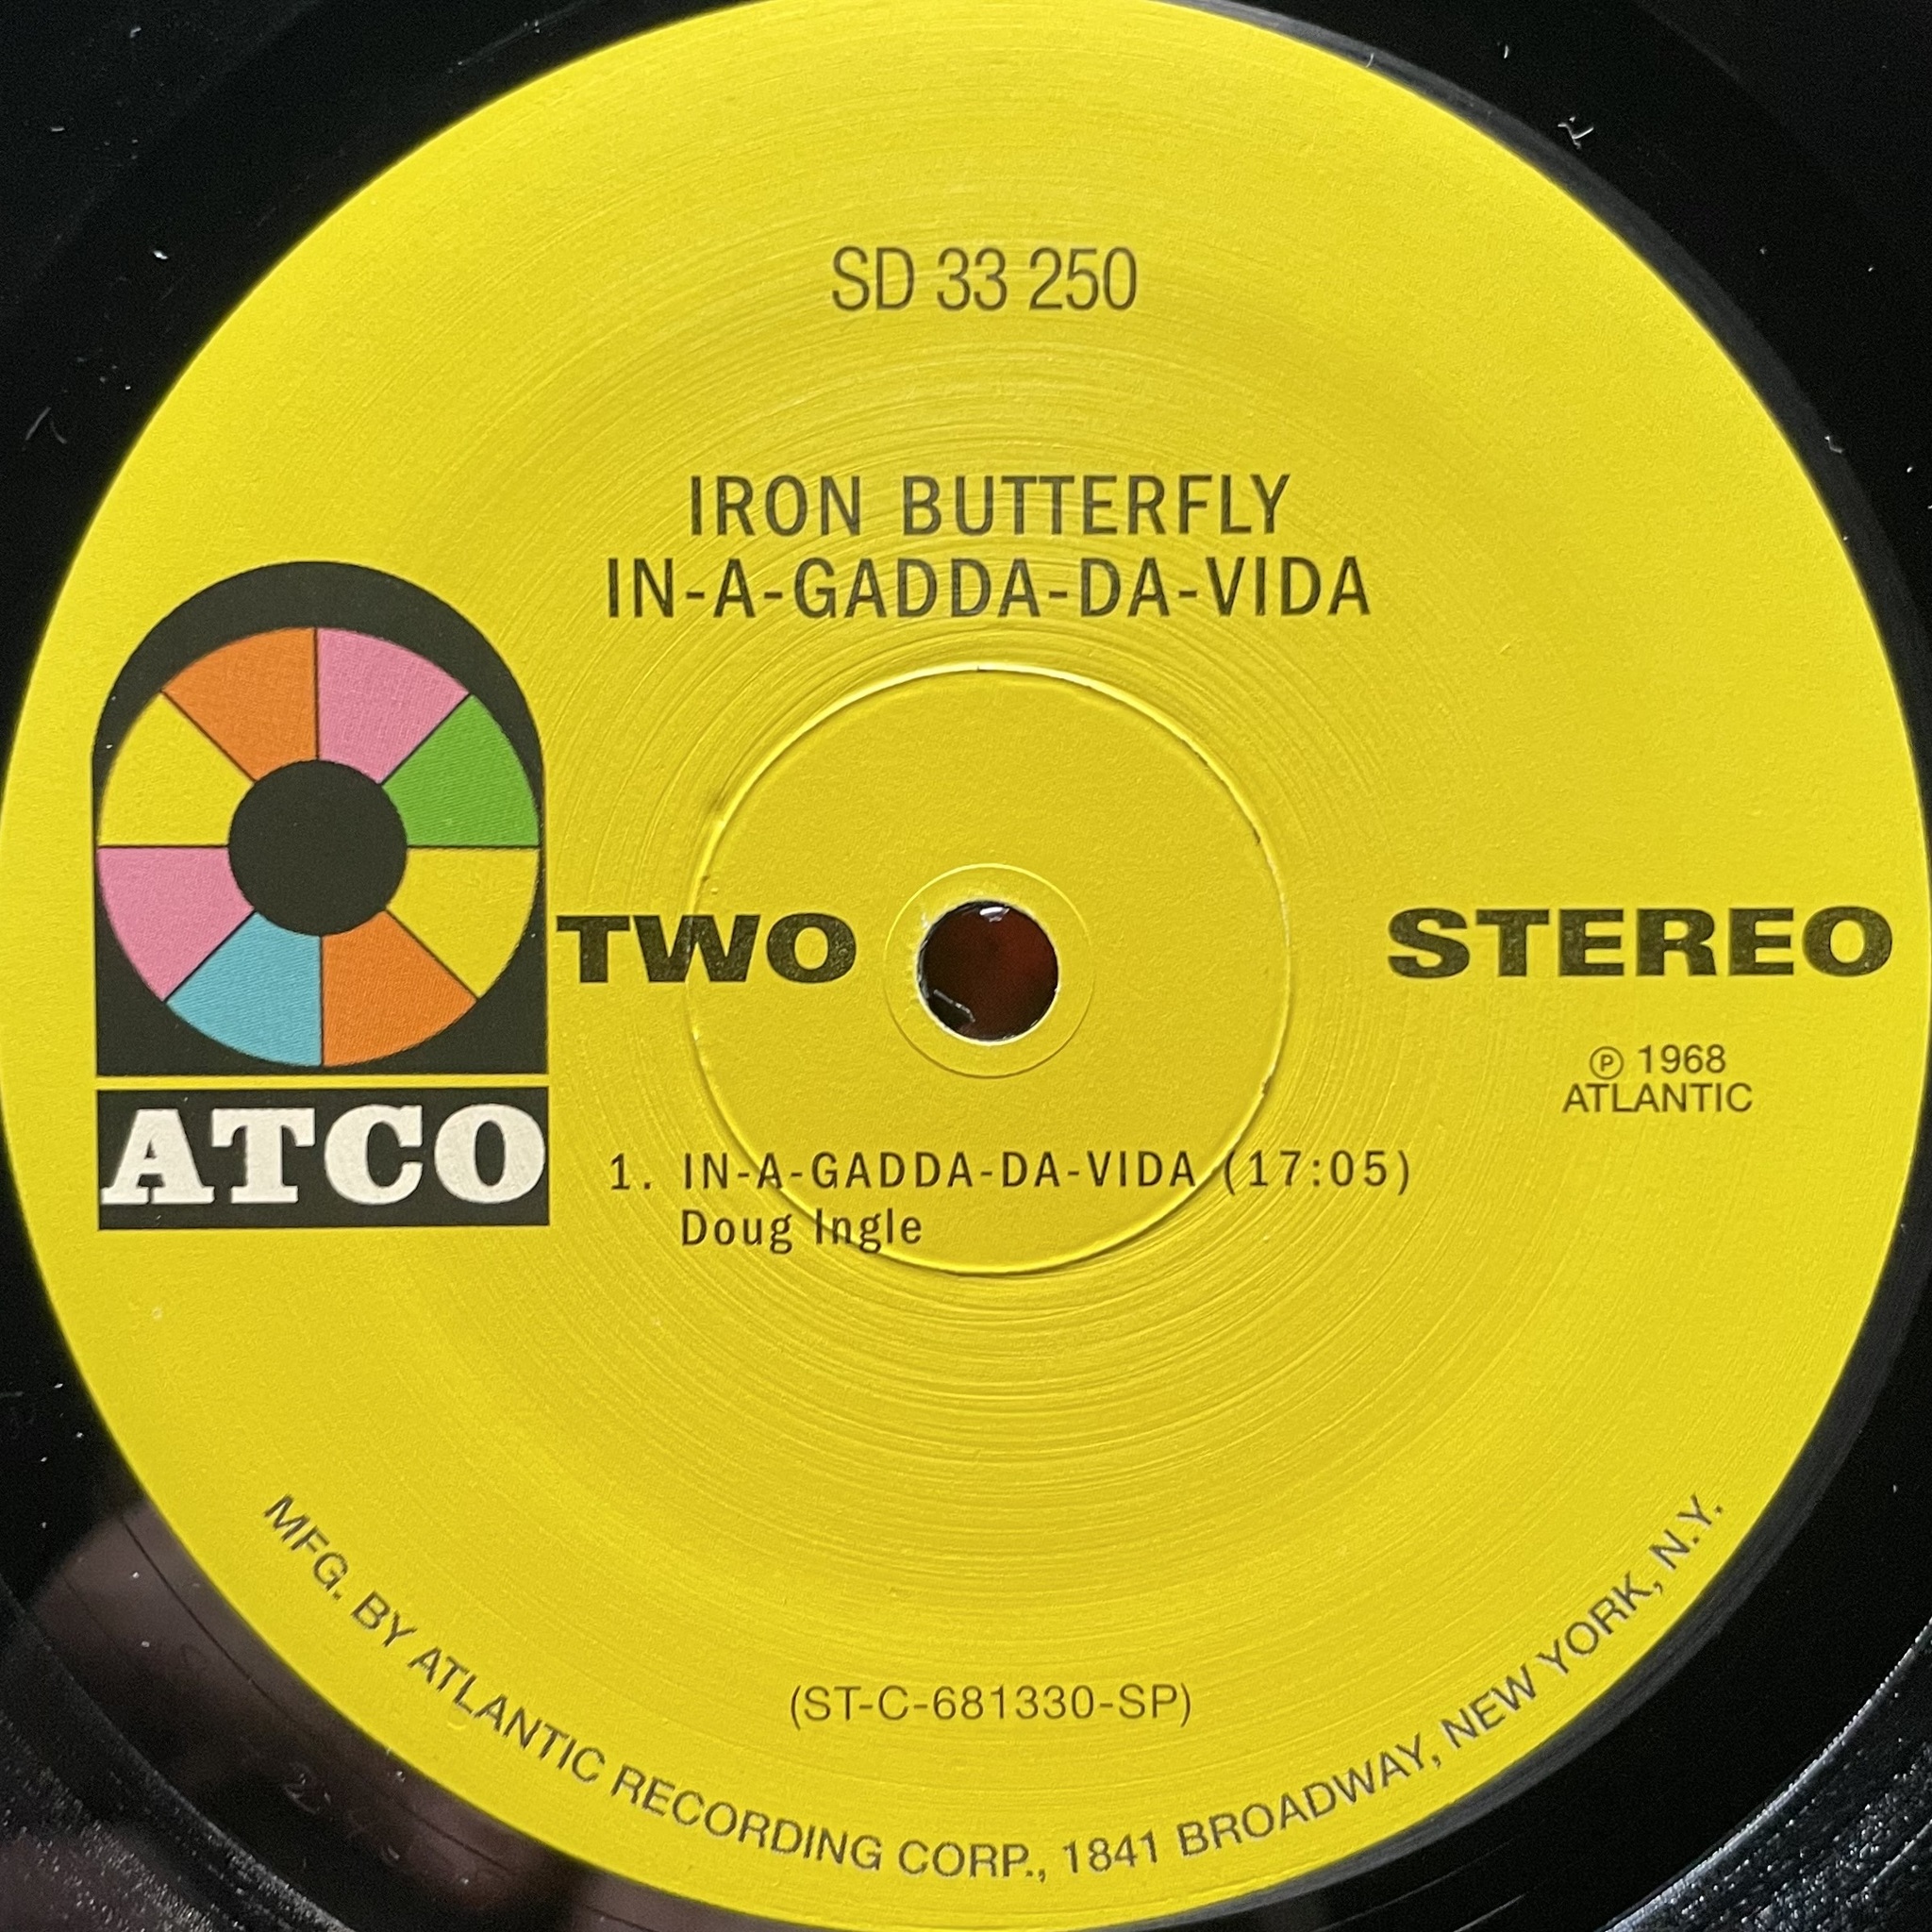 SD 33 250
IRON BUTTERFLY
IN-A-GADDA-DA-VIDA
ATCO
TWO
STEREO
℗ 1968
ATLANTIC
1. IN-A-GADDA-DA-VIDA (17:05)
Doug Ingle
(ST-C-681330-SP)
MFG. BY ATLANTIC RECORDING CORP., 1841 BROADWAY, NEW YORK, N.Y.